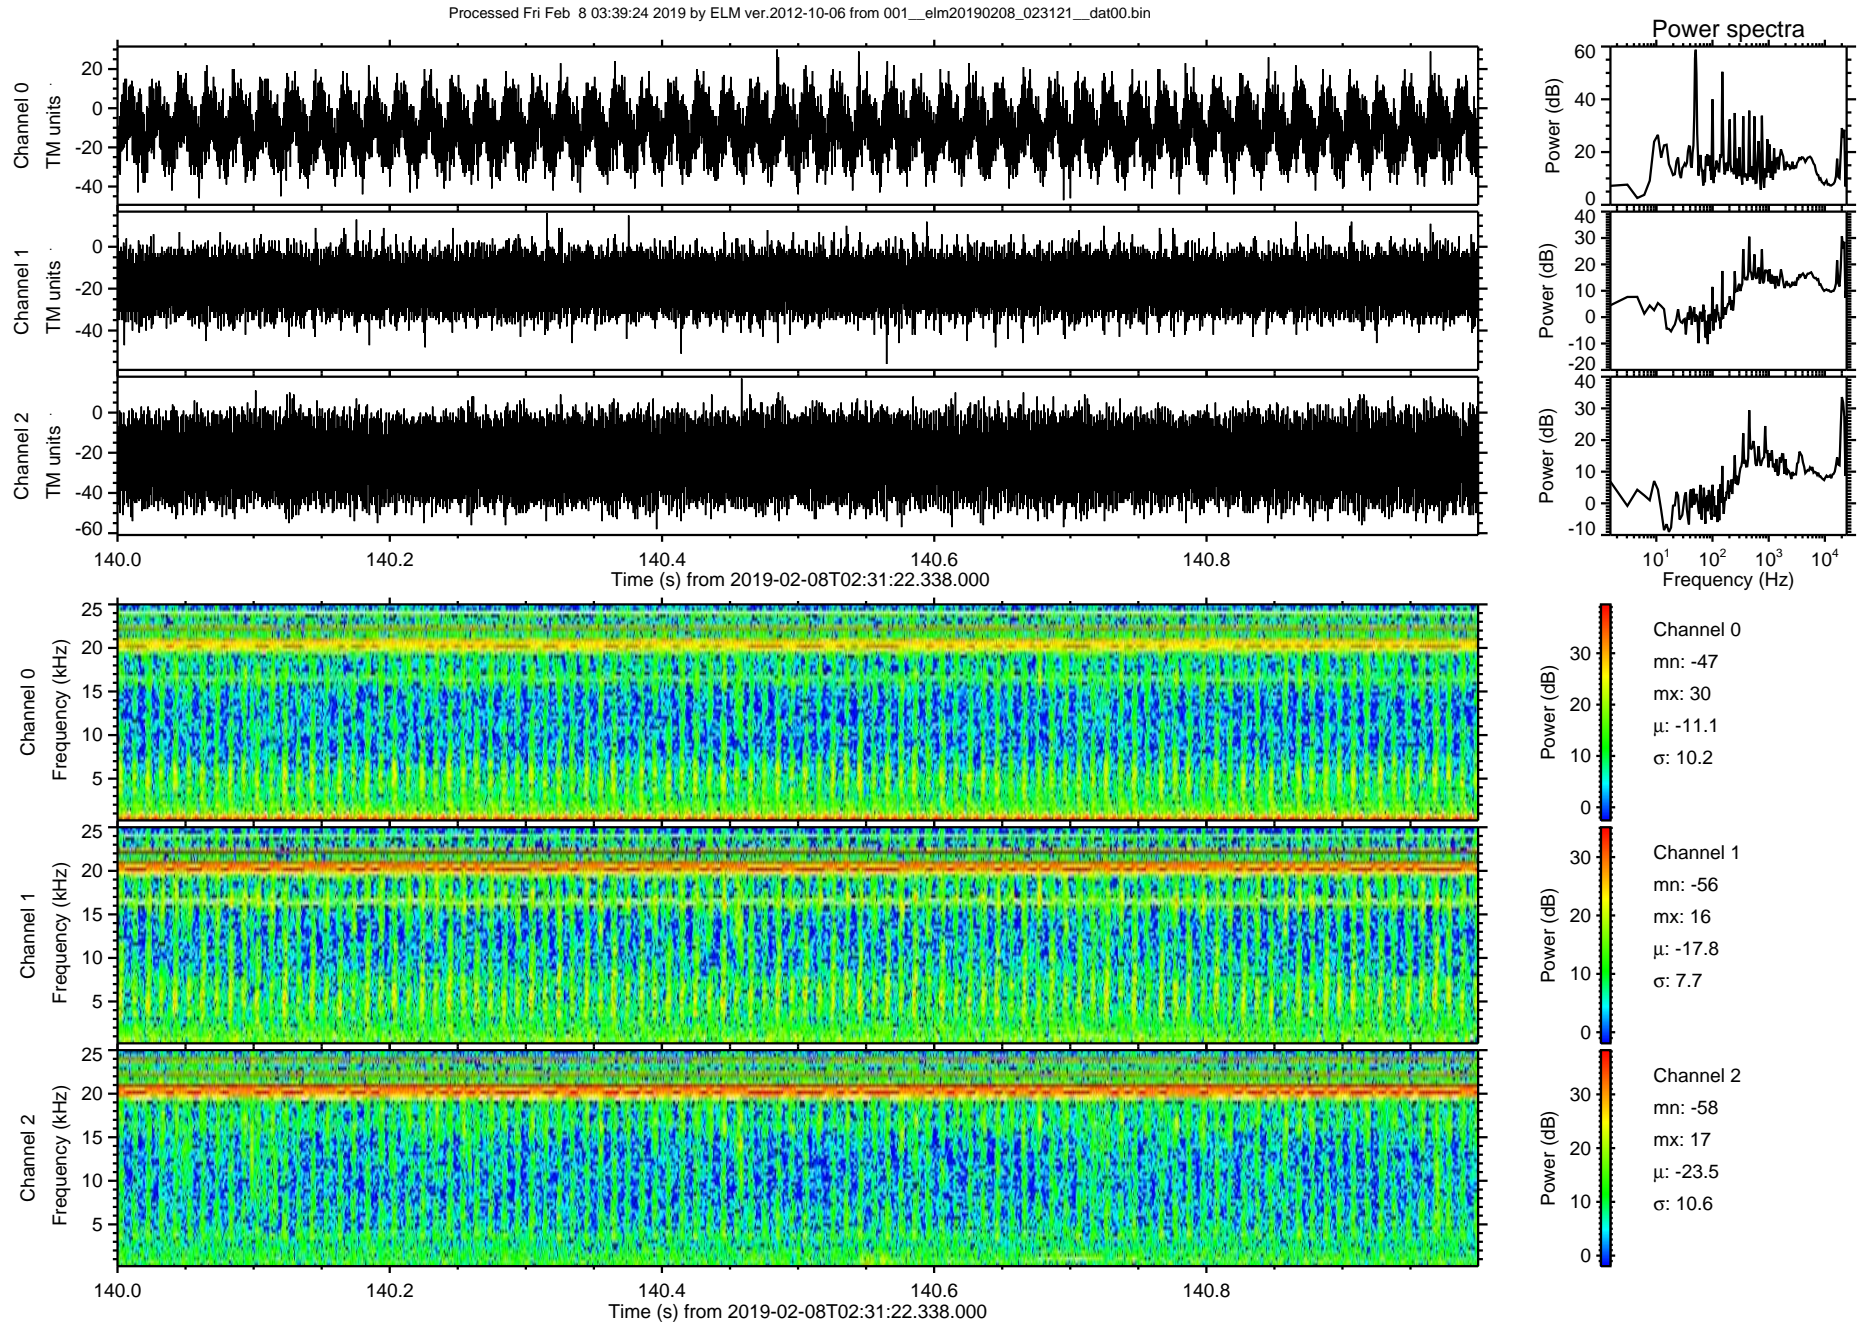 Processed Fri Feb  8 03:39:24 2019 by ELM ver.2012-10-06 from 001__elm20190208_023121__dat00.bin
Power spectra
Channel 0
TM units
20
0
-20
-40
Power (dB)
60
40
20
0
Channel 1
TM units
0
-20
-40
Power (dB)
40
30
20
10
0
-10
-20
Channel 2
TM units
0
-20
-40
-60
Power (dB)
40
30
20
10
0
-10
140.0 140.2 140.4 140.6 140.8
Time (s) from 2019-02-08T02:31:22.338.000
10^1 10^2 10^3 10^4
Frequency (Hz)
Channel 0
Frequency (kHz)
25
20
15
10
5
Power (dB)
30
20
10
0
Channel 0
mn: -47
mx: 30
μ: -11.1
σ: 10.2
Channel 1
Frequency (kHz)
25
20
15
10
5
Power (dB)
30
20
10
0
Channel 1
mn: -56
mx: 16
μ: -17.8
σ: 7.7
Channel 2
Frequency (kHz)
25
20
15
10
5
Power (dB)
30
20
10
0
Channel 2
mn: -58
mx: 17
μ: -23.5
σ: 10.6
140.0 140.2 140.4 140.6 140.8
Time (s) from 2019-02-08T02:31:22.338.000